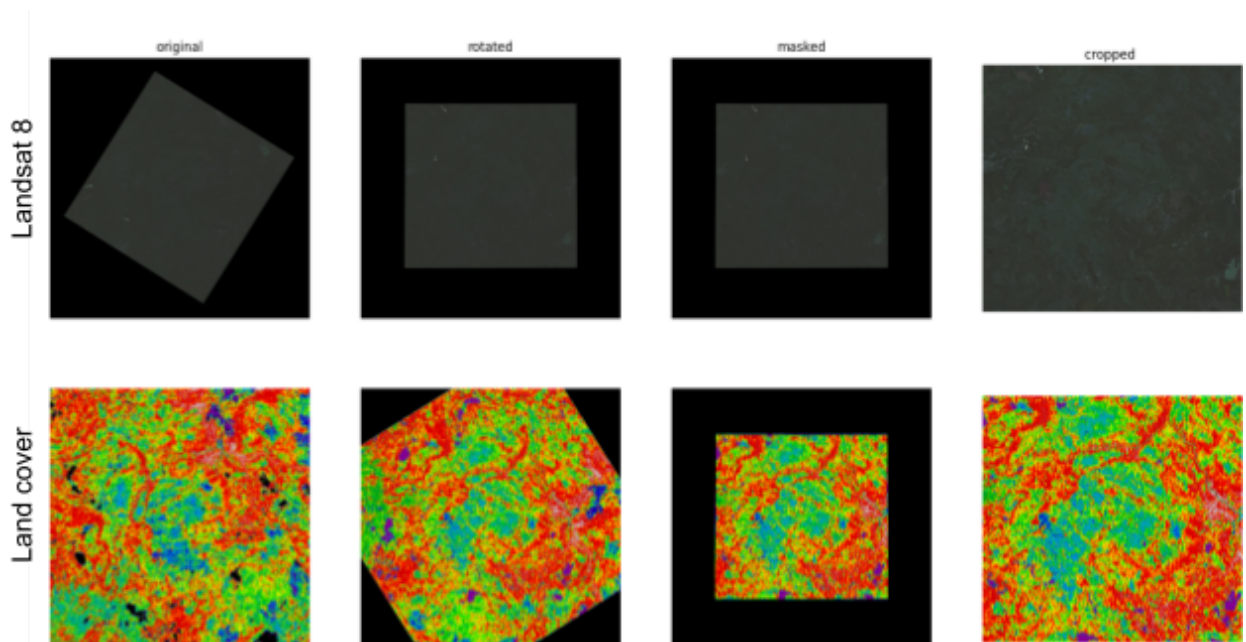 original
rotated
masked
cropped
Landsat 8
Land cover